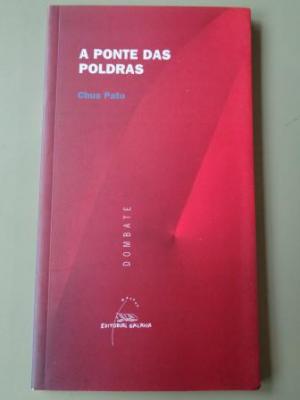 A PONTE DAS
POLDRAS
Chus Pato
DOMBATE
EDITORIAL GALAXIA